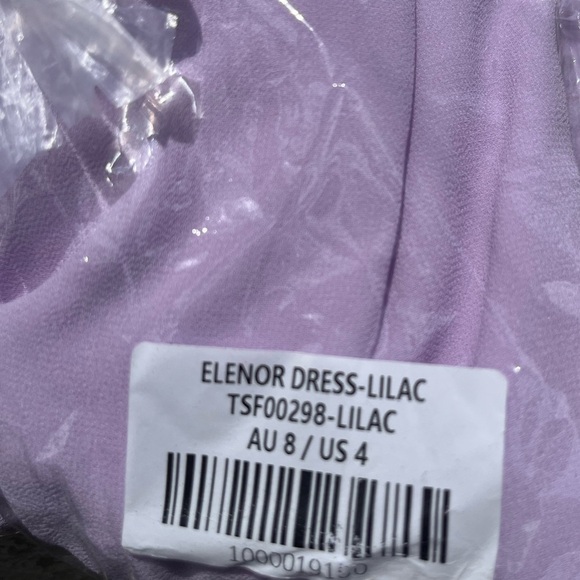 ELENOR DRESS-LILAC
TSF00298-LILAC
AU 8 / US 4